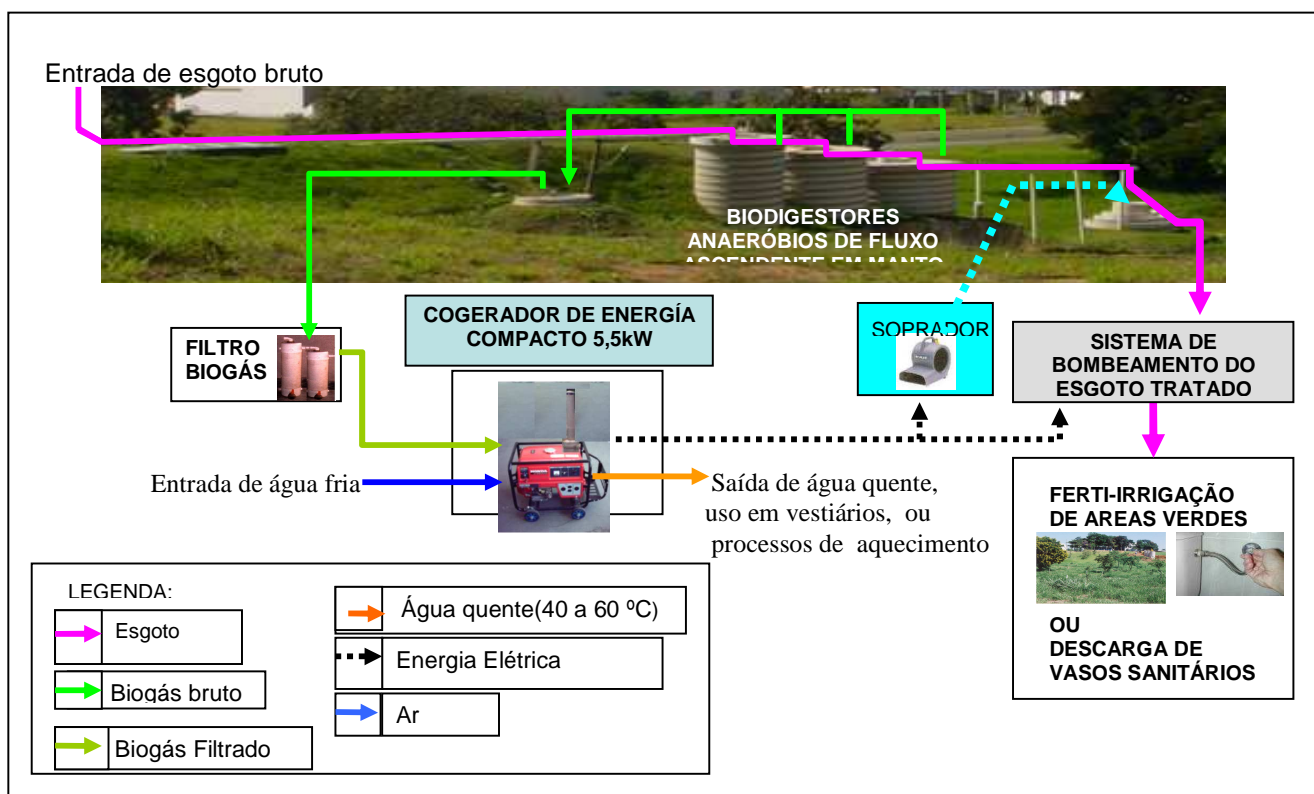 Entrada de esgoto bruto
BIODIGESTORES
ANAERÓBIOS DE FLUXO
ASCENDENTE EM MANTO
FILTRO
BIOGÁS
COGERADOR DE ENERGÍA
COMPACTO 5,5kW
SOPRADOR
SISTEMA DE
BOMBEAMENTO DO
ESGOTO TRATADO
Entrada de água fria
Saída de água quente,
uso em vestiários, ou
processos de aquecimento
FERTI-IRRIGAÇÃO
DE AREAS VERDES
OU
DESCARGA DE
VASOS SANITÁRIOS
LEGENDA:
Esgoto
Biogás bruto
Biogás Filtrado
Água quente(40 a 60 ºC)
Energia Elétrica
Ar